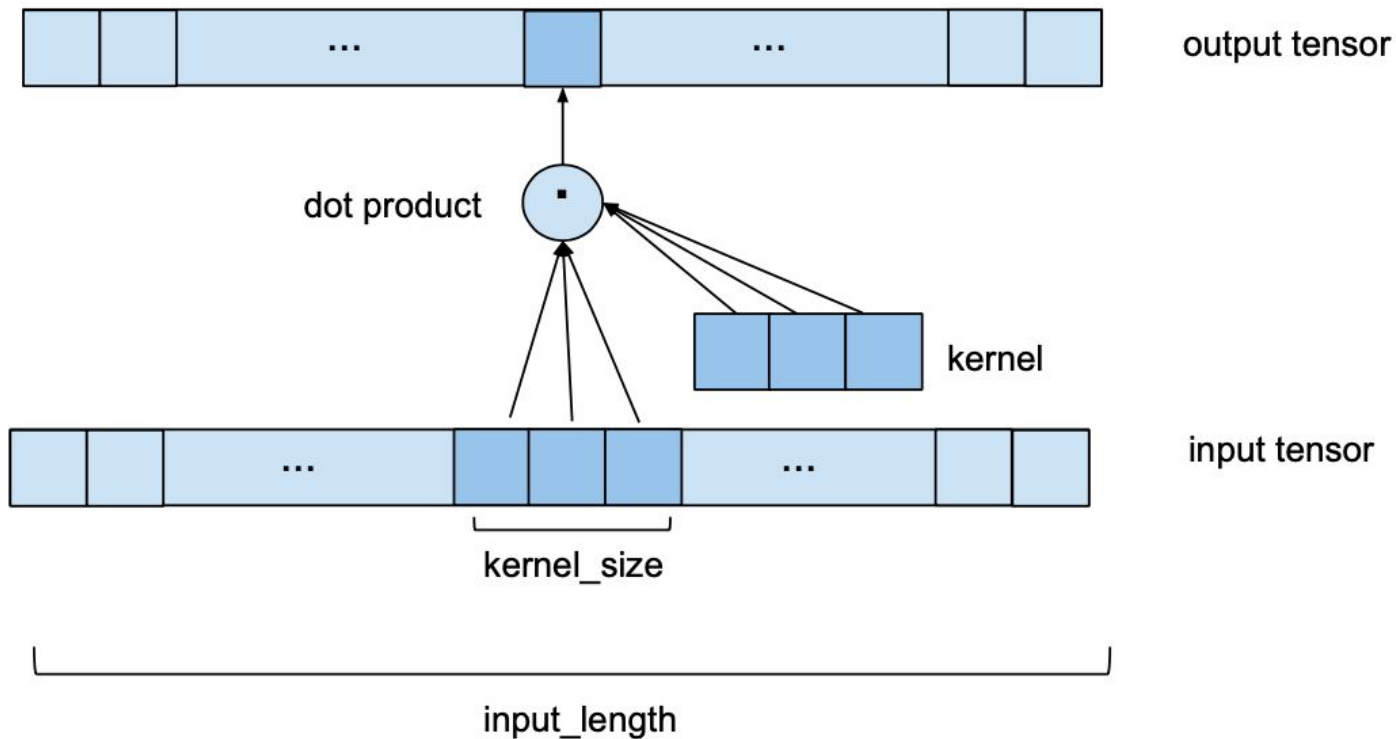 ...
...
output tensor
dot product
kernel
...
...
input tensor
kernel_size
input_length